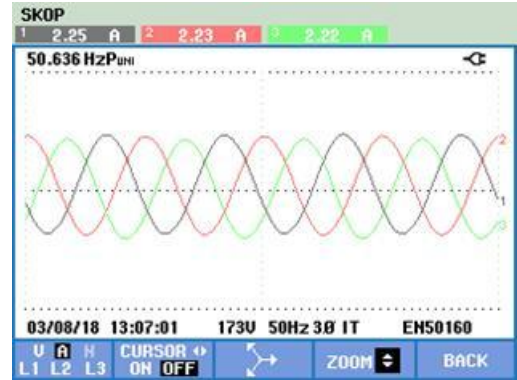 SKOP
1 2.25 A 2 2.23 A 3 2.22 A
50.636 HzPUNI
2
1
3
03/08/18 13:07:01 173V 50Hz 3.Ø IT EN50160
V A N CURSOR ZOOM BACK
L1 L2 L3 ON OFF